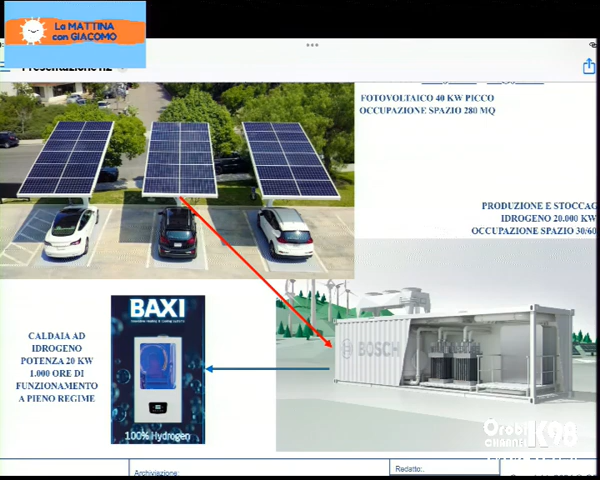 La MATTINA
con GIACOMO
FOTOVOLTAICO 40 KW PICCO
OCCUPAZIONE SPAZIO 280 MQ
PRODUZIONE E STOCCAG
IDROGENO 20.000 KW
OCCUPAZIONE SPAZIO 30/60
BOSCH
BAXI
CALDAIA AD
IDROGENO
POTENZA 20 KW
1.000 ORE DI
FUNZIONAMENTO
A PIENO REGIME
100% Hydrogen
Orobi
CHANNEL K98
Archiviazione:
Redatto:.